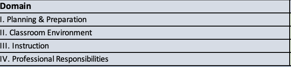 Domain
I. Planning & Preparation
II. Classroom Environment
III. Instruction
IV. Professional Responsibilities